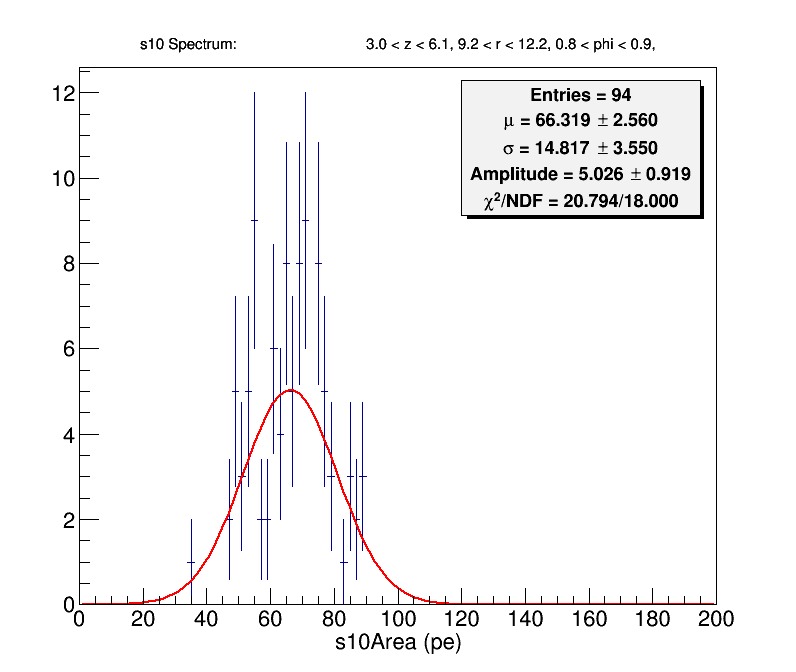 s10 Spectrum: 3.0 < z < 6.1, 9.2 < r < 12.2, 0.8 < phi < 0.9,
Entries = 94
μ = 66.319 ± 2.560
σ = 14.817 ± 3.550
Amplitude = 5.026 ± 0.919
χ²/NDF = 20.794/18.000
12
10
8
6
4
2
0
0 20 40 60 80 100 120 140 160 180 200
s10Area (pe)